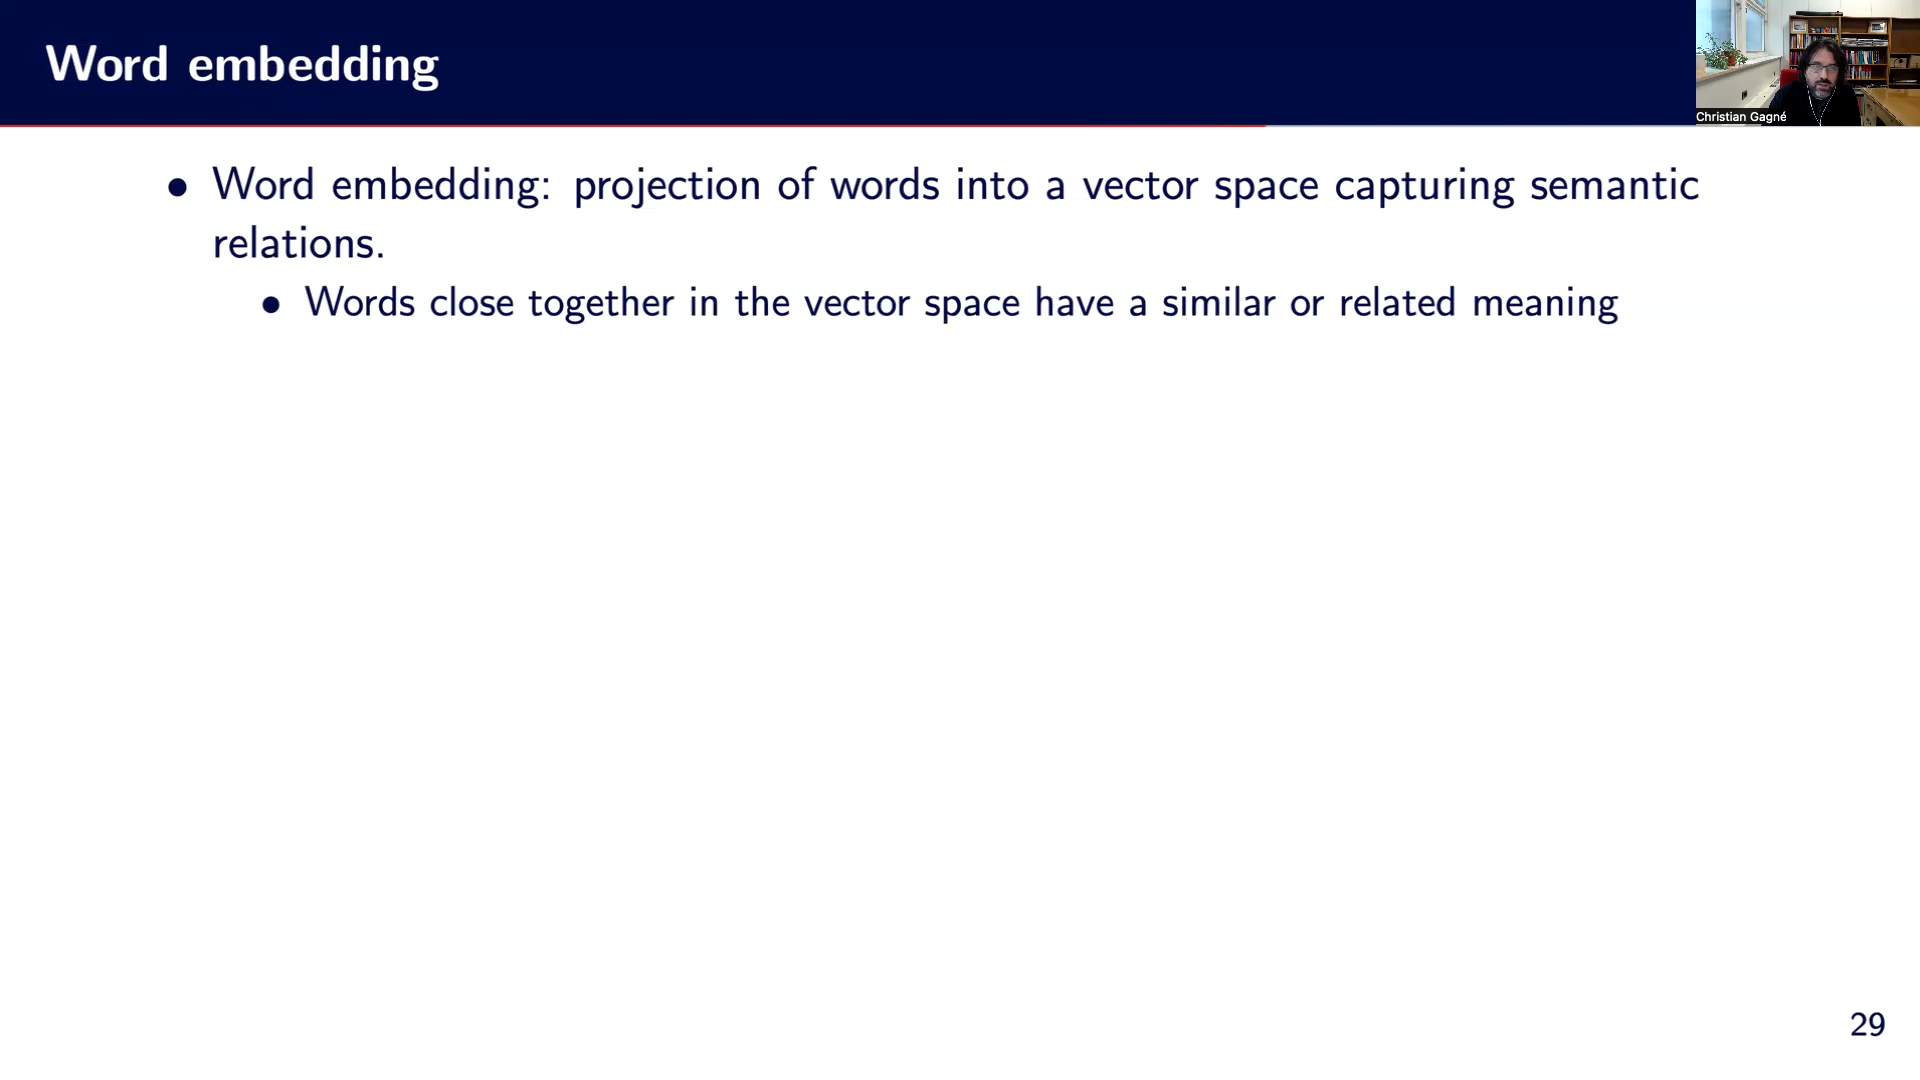 Word embedding
Christian Gagné
• Word embedding: projection of words into a vector space capturing semantic
relations.
• Words close together in the vector space have a similar or related meaning
29